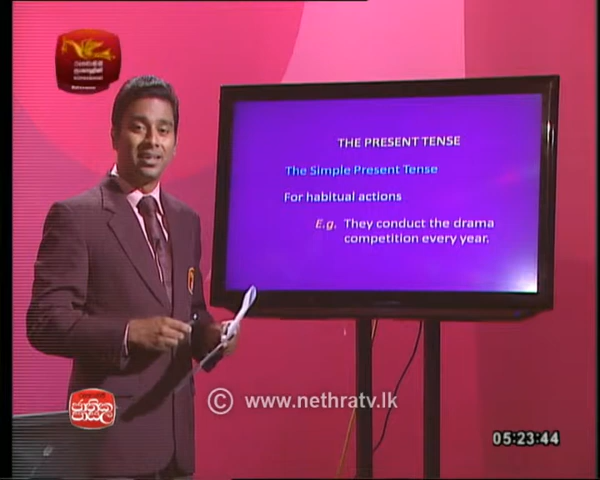 THE PRESENT TENSE
The Simple Present Tense
For habitual actions
E.g. They conduct the drama
competition every year.
© www.nethratv.lk
05:23:44